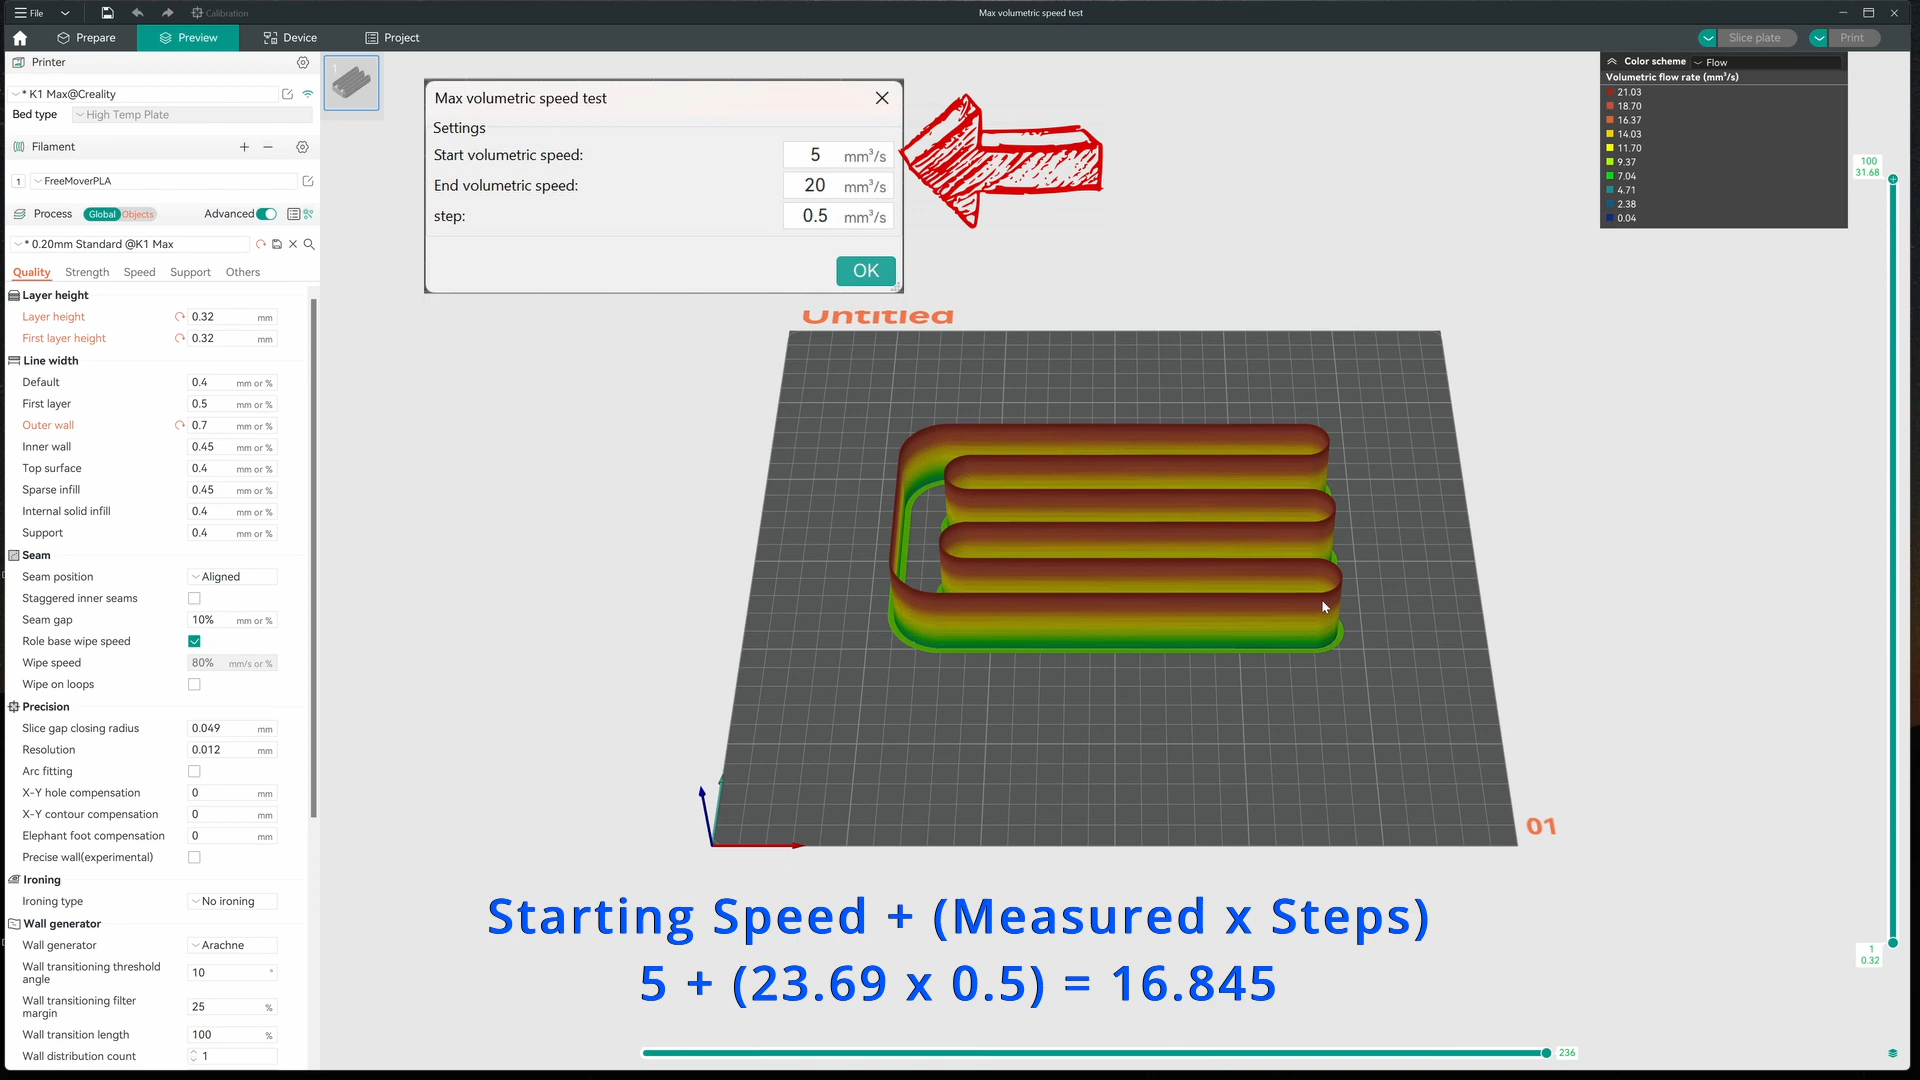 File
Calibration
Max volumetric speed test
Prepare
Preview
Device
Project
Slice plate
Print
Printer
* K1 Max@Creality
Bed type
High Temp Plate
Filament
1
FreeMoverPLA
Process
Global
Objects
Advanced
* 0.20mm Standard @K1 Max
Quality
Strength
Speed
Support
Others
Layer height
Layer height 0.32 mm
First layer height 0.32 mm
Line width
Default 0.4 mm or %
First layer 0.5 mm or %
Outer wall 0.7 mm or %
Inner wall 0.45 mm or %
Top surface 0.4 mm or %
Sparse infill 0.45 mm or %
Internal solid infill 0.4 mm or %
Support 0.4 mm or %
Seam
Seam position Aligned
Staggered inner seams
Seam gap 10% mm or %
Role base wipe speed
Wipe speed 80% mm/s or %
Wipe on loops
Precision
Slice gap closing radius 0.049 mm
Resolution 0.012 mm
Arc fitting
X-Y hole compensation 0 mm
X-Y contour compensation 0 mm
Elephant foot compensation 0 mm
Precise wall(experimental)
Ironing
Ironing type No ironing
Wall generator
Wall generator Arachne
Wall transitioning threshold
angle 10 °
Wall transitioning filter
margin 25 %
Wall transition length 100 %
Wall distribution count 1
1
Max volumetric speed test
Settings
Start volumetric speed: 5 mm³/s
End volumetric speed: 20 mm³/s
step: 0.5 mm³/s
OK
Color scheme Flow
Volumetric flow rate (mm³/s)
21.03
18.70
16.37
14.03
11.70
9.37
7.04
4.71
2.38
0.04
100
31.68
Untitled
01
1
0.32
Starting Speed + (Measured x Steps)
5 + (23.69 x 0.5) = 16.845
236